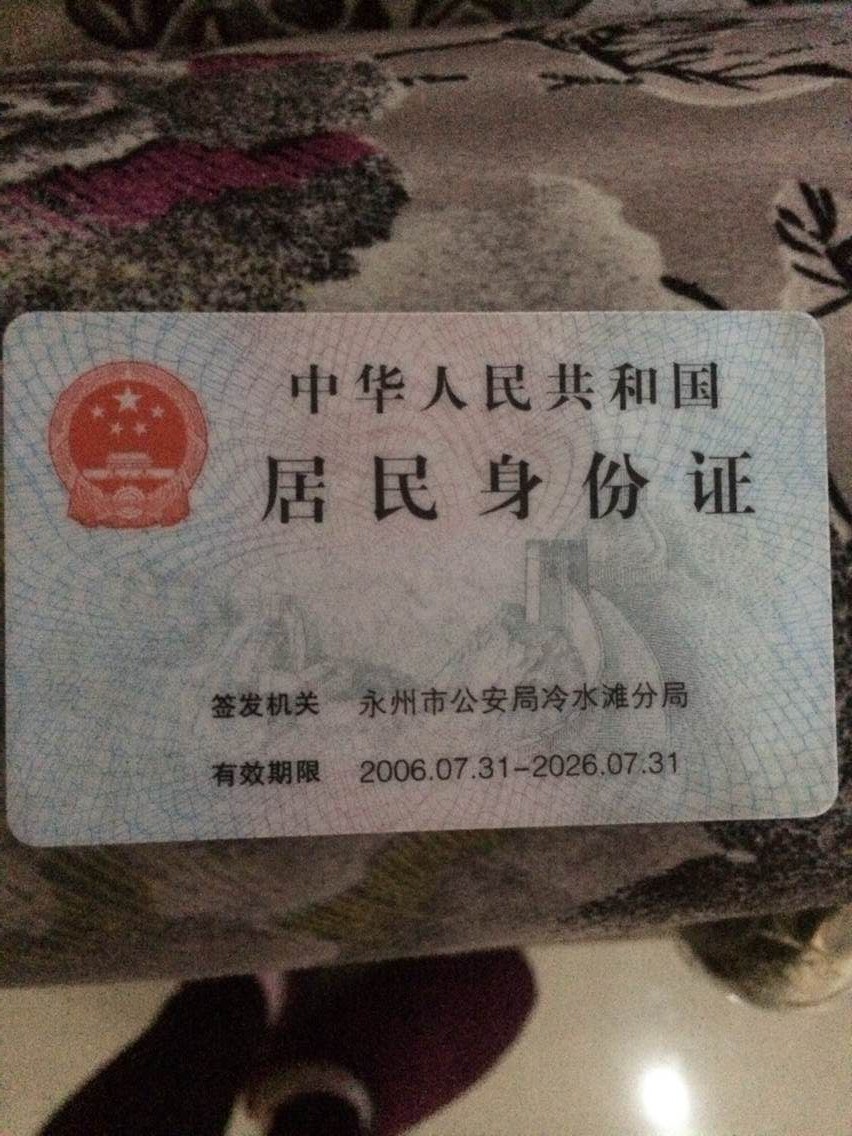 中华人民共和国
居民身份证
签发机关 永州市公安局冷水滩分局
有效期限 2006.07.31-2026.07.31